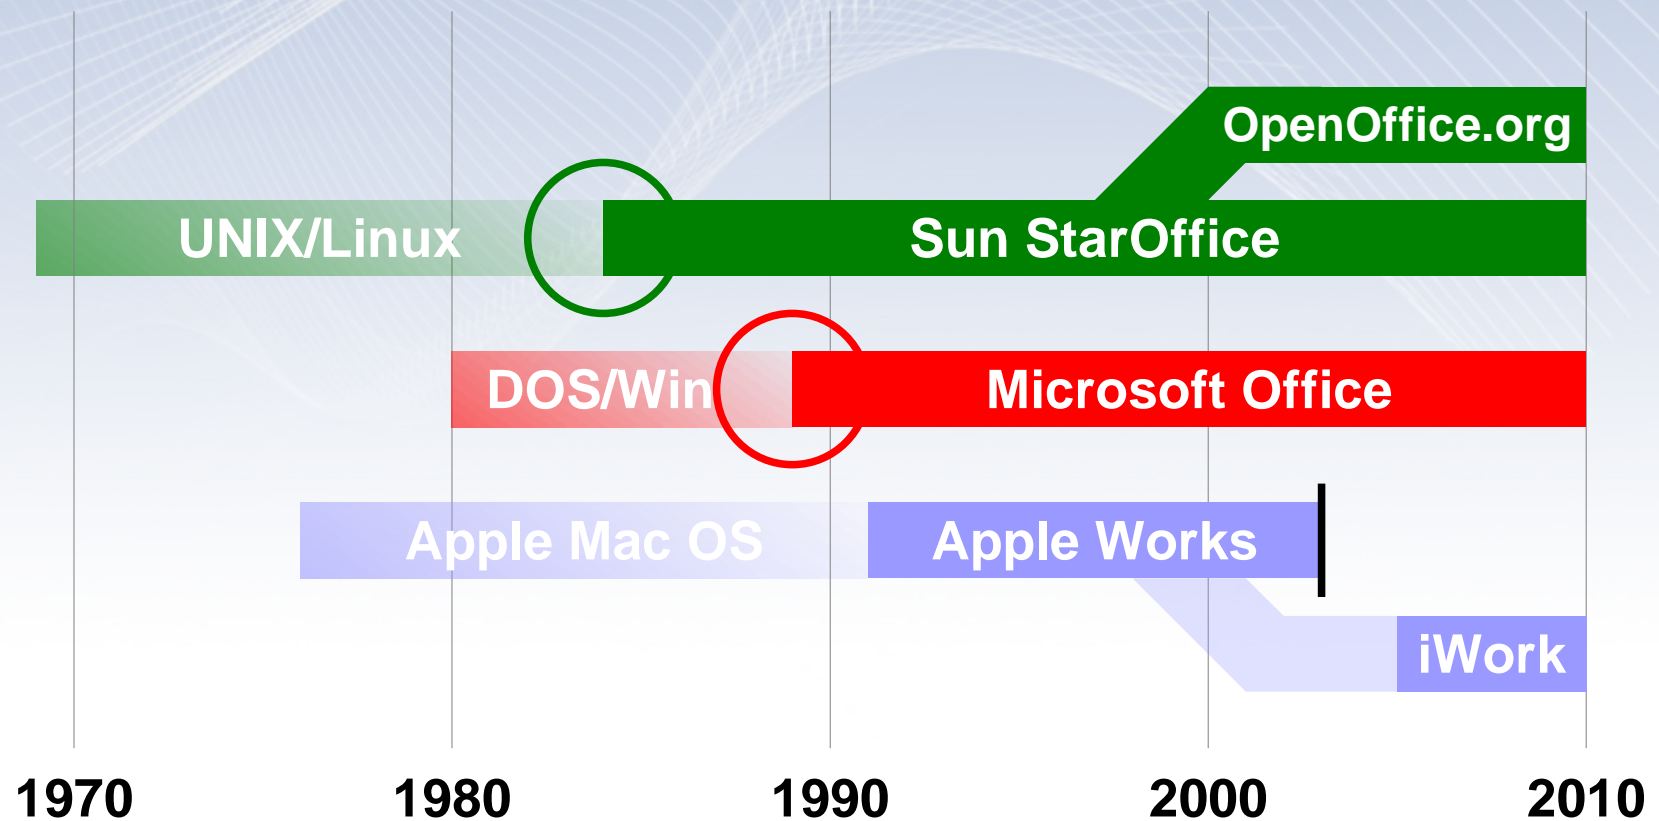 OpenOffice.org
UNIX/Linux
Sun StarOffice
DOS/Win
Microsoft Office
Apple Mac OS
Apple Works
iWork
1970
1980
1990
2000
2010